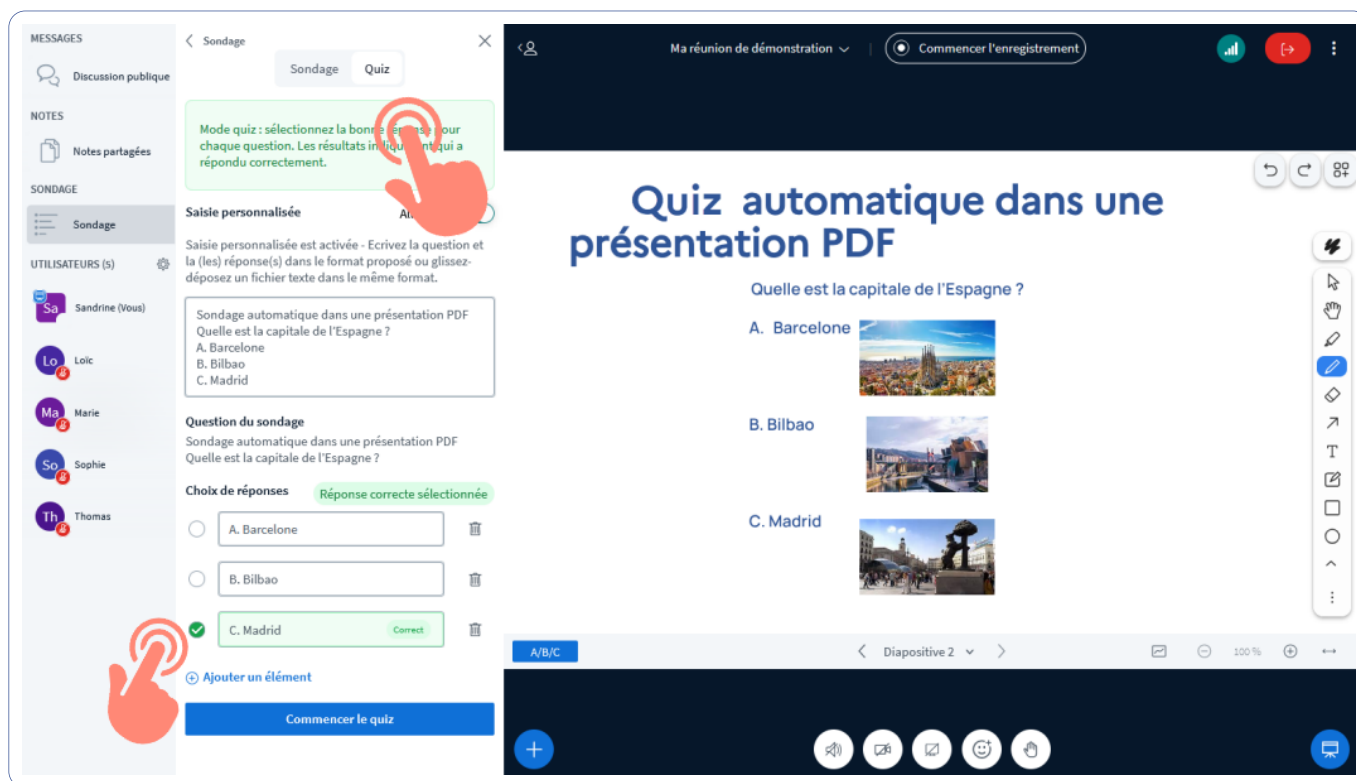 MESSAGES
Discussion publique
NOTES
Notes partagées
SONDAGE
Sondage
UTILISATEURS (5)
Sa
Sandrine (Vous)
Lo
Loïc
Ma
Marie
So
Sophie
Th
Thomas
Sondage
Sondage
Quiz
Mode quiz : sélectionnez la bonne réponse pour
chaque question. Les résultats indiqueront qui a
répondu correctement.
Saisie personnalisée
Saisie personnalisée est activée - Ecrivez la question et
la (les) réponse(s) dans le format proposé ou glissez-
déposez un fichier texte dans le même format.
Sondage automatique dans une présentation PDF
Quelle est la capitale de l'Espagne ?
A. Barcelone
B. Bilbao
C. Madrid
Question du sondage
Sondage automatique dans une présentation PDF
Quelle est la capitale de l'Espagne ?
Choix de réponses
Réponse correcte sélectionnée
A. Barcelone
B. Bilbao
C. Madrid
Correct
Ajouter un élément
Commencer le quiz
Ma réunion de démonstration
Commencer l'enregistrement
Quiz automatique dans une
présentation PDF
Quelle est la capitale de l'Espagne ?
A. Barcelone
B. Bilbao
C. Madrid
A/B/C
Diapositive 2
100 %